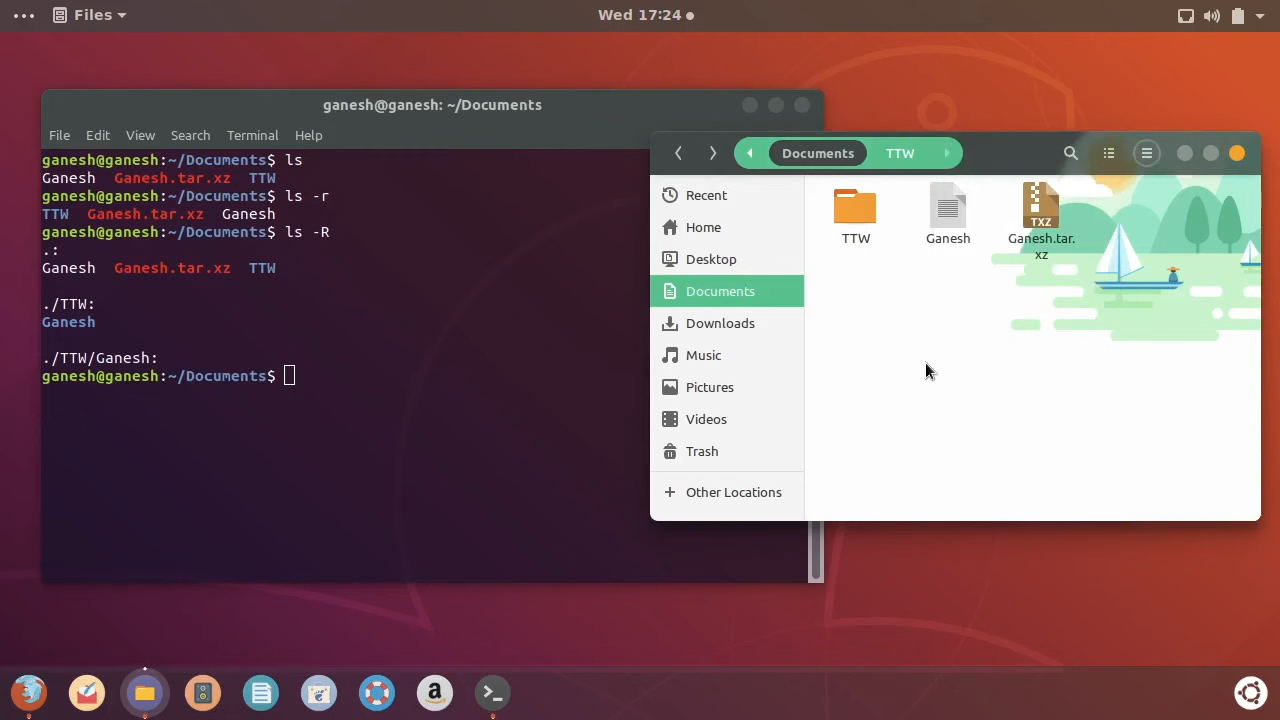 Files
Wed 17:24
ganesh@ganesh: ~/Documents
File Edit View Search Terminal Help
ganesh@ganesh:~/Documents$ ls
Ganesh Ganesh.tar.xz TTW
ganesh@ganesh:~/Documents$ ls -r
TTW Ganesh.tar.xz Ganesh
ganesh@ganesh:~/Documents$ ls -R
.:
Ganesh Ganesh.tar.xz TTW
./TTW:
Ganesh
./TTW/Ganesh:
ganesh@ganesh:~/Documents$
Documents TTW
Recent
Home
Desktop
Documents
Downloads
Music
Pictures
Videos
Trash
+ Other Locations
TTW
Ganesh
TXZ
Ganesh.tar.
xz
a